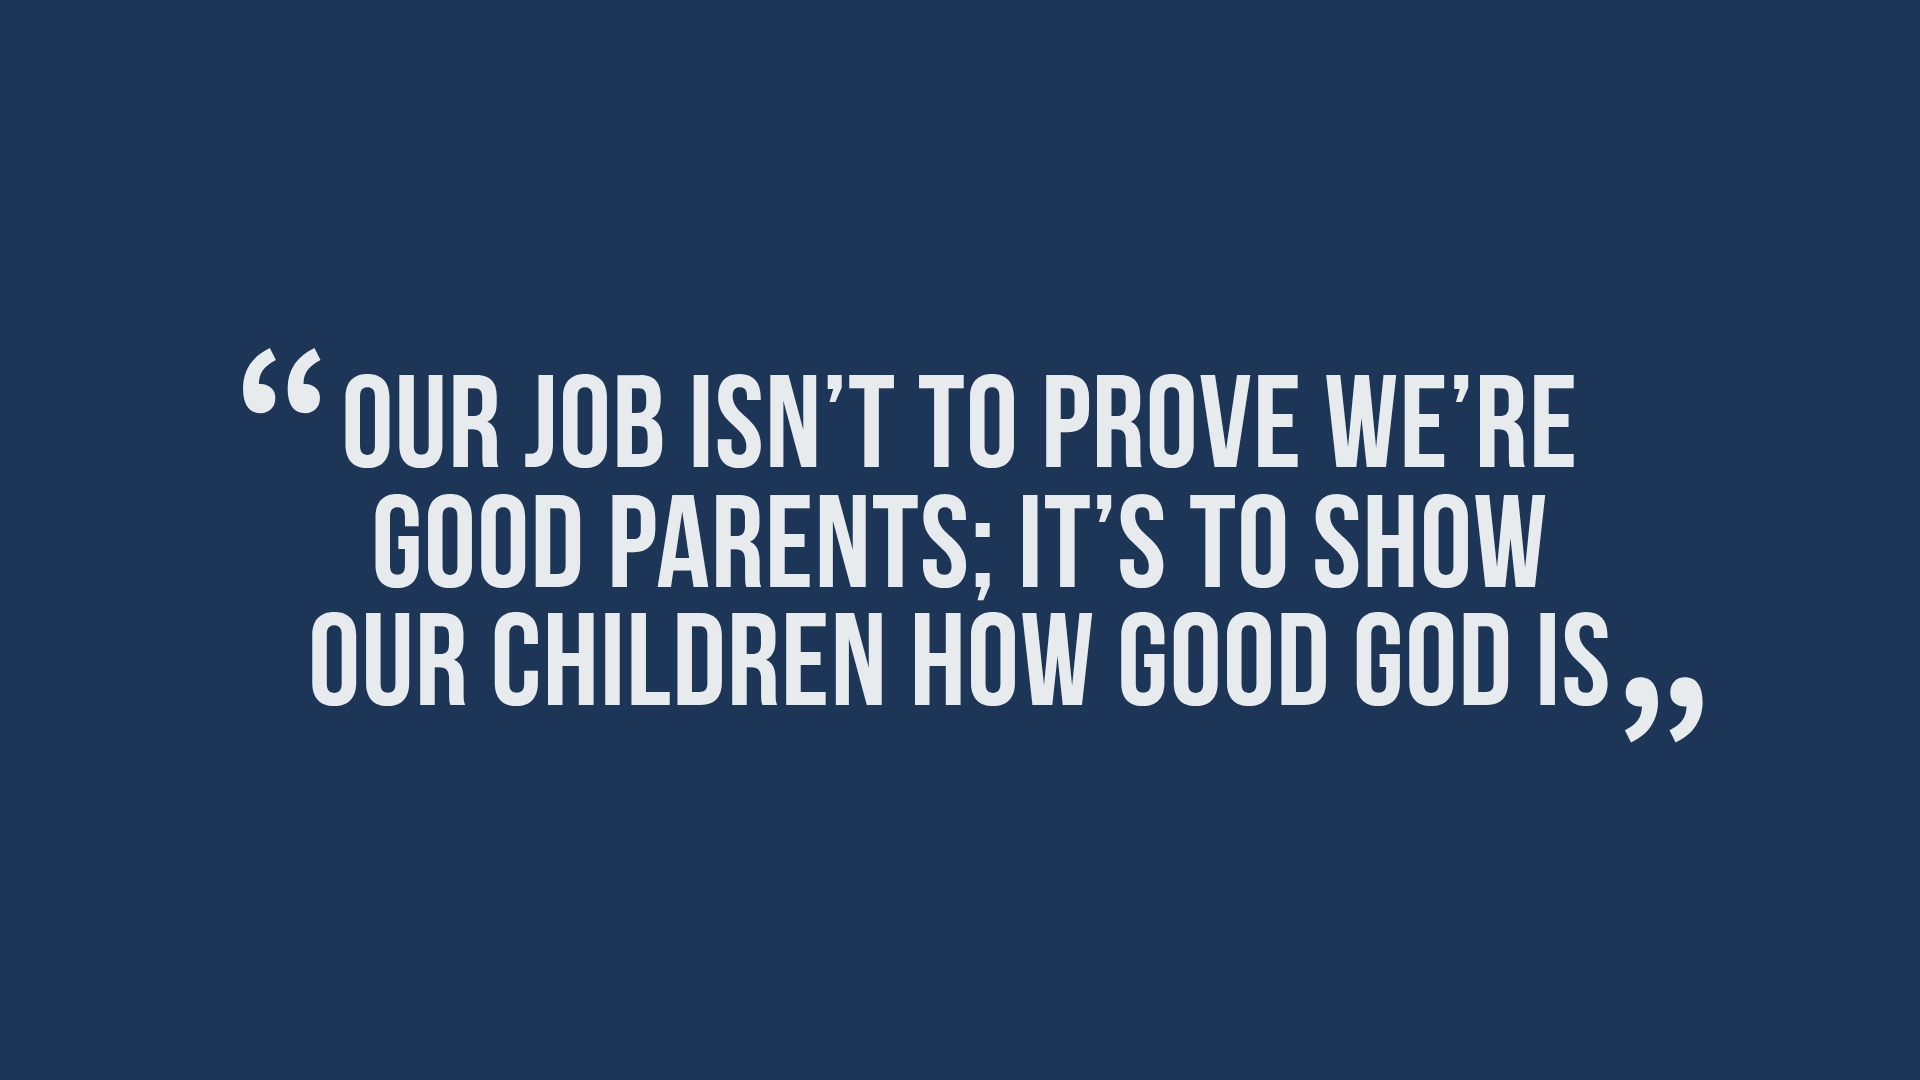 “OUR JOB ISN’T TO PROVE WE’RE
GOOD PARENTS; IT’S TO SHOW
OUR CHILDREN HOW GOOD GOD IS”